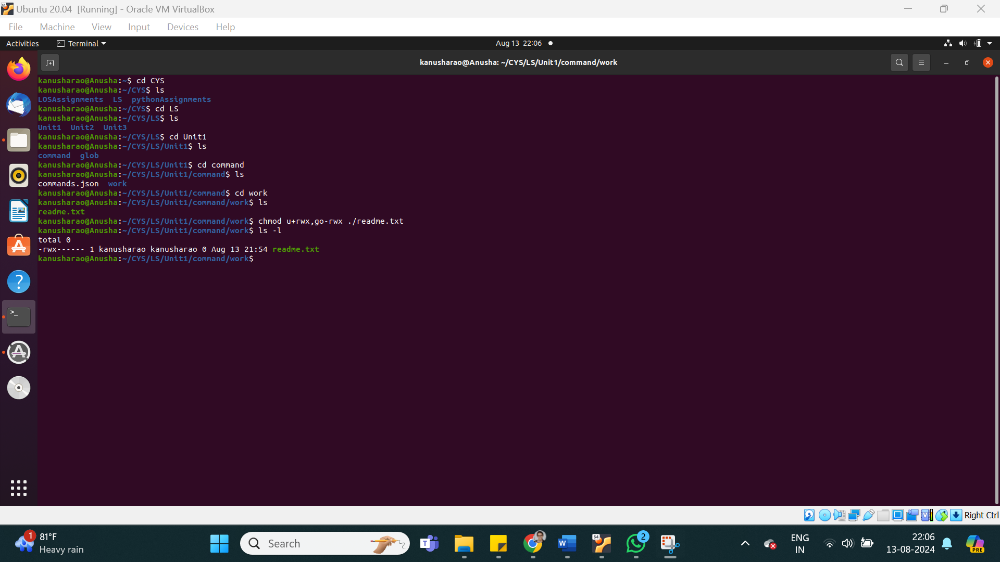 Ubuntu 20.04 [Running] - Oracle VM VirtualBox
File Machine View Input Devices Help
Activities Terminal Aug 13 22:06
kanusharao@Anusha: ~/CYS/LS/Unit1/command/work
kanusharao@Anusha:~$ cd CYS
kanusharao@Anusha:~/CYS$ ls
LOSAssignments LS pythonAssignments
kanusharao@Anusha:~/CYS$ cd LS
kanusharao@Anusha:~/CYS/LS$ ls
Unit1 Unit2 Unit3
kanusharao@Anusha:~/CYS/LS$ cd Unit1
kanusharao@Anusha:~/CYS/LS/Unit1$ ls
command glob
kanusharao@Anusha:~/CYS/LS/Unit1$ cd command
kanusharao@Anusha:~/CYS/LS/Unit1/command$ ls
commands.json work
kanusharao@Anusha:~/CYS/LS/Unit1/command$ cd work
kanusharao@Anusha:~/CYS/LS/Unit1/command/work$ ls
readme.txt
kanusharao@Anusha:~/CYS/LS/Unit1/command/work$ chmod u+rwx,go-rwx ./readme.txt
kanusharao@Anusha:~/CYS/LS/Unit1/command/work$ ls -l
total 0
-rwx------ 1 kanusharao kanusharao 0 Aug 13 21:54 readme.txt
kanusharao@Anusha:~/CYS/LS/Unit1/command/work$
Right Ctrl
1 81°F
Heavy rain
Search
64
2
ENG
IN
22:06
13-08-2024
PRE